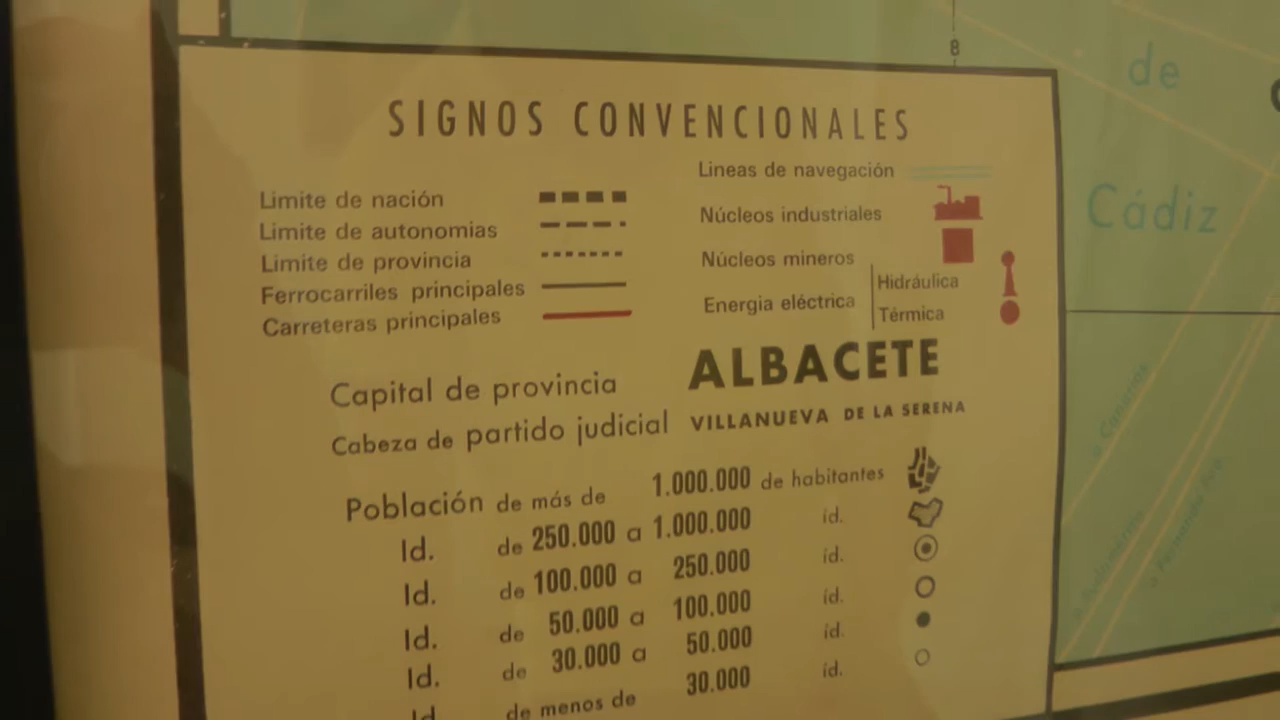 8
de
Cádiz
SIGNOS CONVENCIONALES
Limite de nación
Limite de autonomias
Limite de provincia
Ferrocarriles principales
Carreteras principales
Lineas de navegación
Núcleos industriales
Núcleos mineros
Energia eléctrica
Hidráulica
Térmica
Capital de provincia ALBACETE
Cabeza de partido judicial VILLANUEVA DE LA SERENA
Población de más de 1.000.000 de habitantes
Id. de 250.000 a 1.000.000 id.
Id. de 100.000 a 250.000 id.
Id. de 50.000 a 100.000 id.
Id. de 30.000 a 50.000 id.
Id. de menos de 30.000 id.
a Canarias